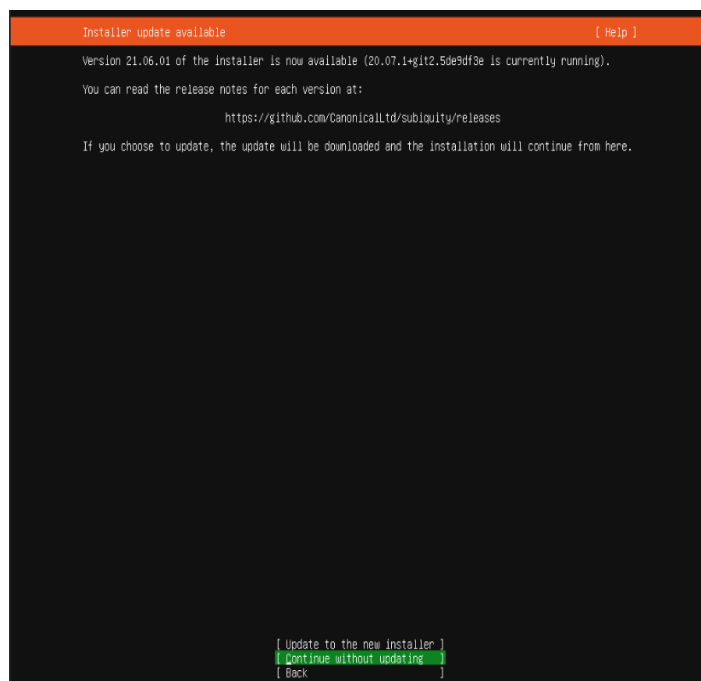 Installer update available [ Help ]
Version 21.06.01 of the installer is now available (20.07.1+git2.5de9df3e is currently running).
You can read the release notes for each version at:
https://github.com/CanonicalLtd/subiquity/releases
If you choose to update, the update will be downloaded and the installation will continue from here.
[ Update to the new installer ]
[ Continue without updating ]
[ Back ]